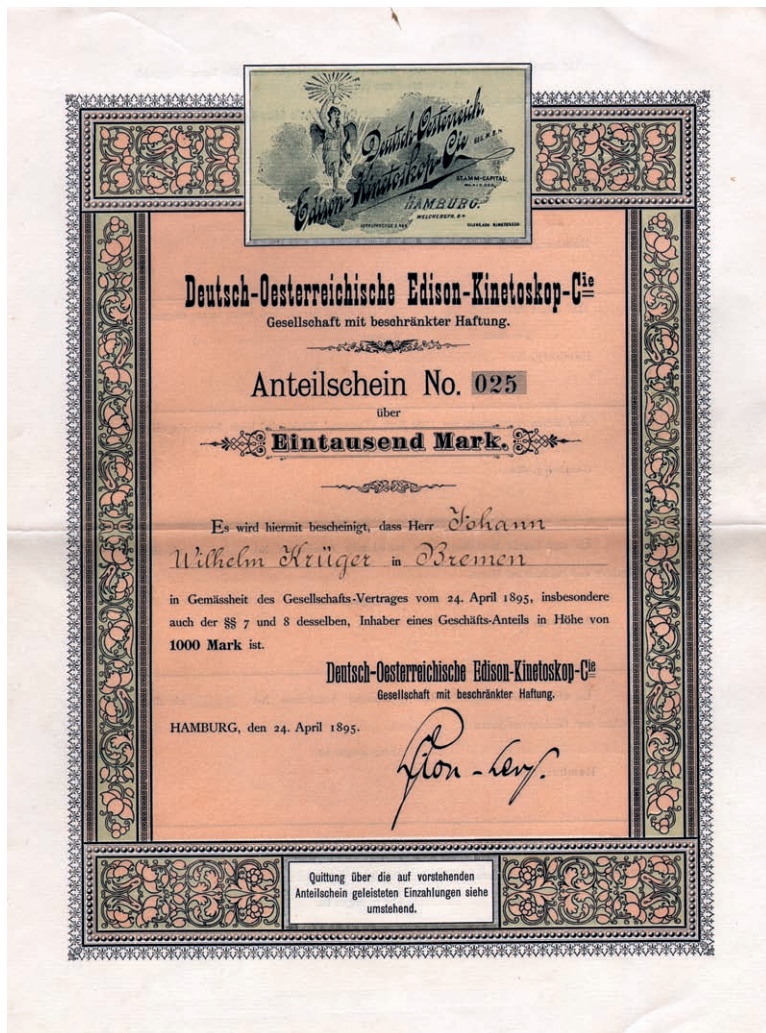 Deutsch-Oesterreich.
Edison-Kinetoskop-Cie
STAMM-CAPITAL
HAMBURG.
Deutsch-Oesterreichische Edison-Kinetoskop-Cie
Gesellschaft mit beschränkter Haftung.
Anteilschein No. 025
über
Eintausend Mark.
Es wird hiermit bescheinigt, dass Herr Johann
Wilhelm Krüger in Bremen
in Gemässheit des Gesellschafts-Vertrages vom 24. April 1895, insbesondere
auch der §§ 7 und 8 desselben, Inhaber eines Geschäfts-Anteils in Höhe von
1000 Mark ist.
Deutsch-Oesterreichische Edison-Kinetoskop-Cie
Gesellschaft mit beschränkter Haftung.
HAMBURG, den 24. April 1895.
Quittung über die auf vorstehenden
Anteilschein geleisteten Einzahlungen siehe
umstehend.